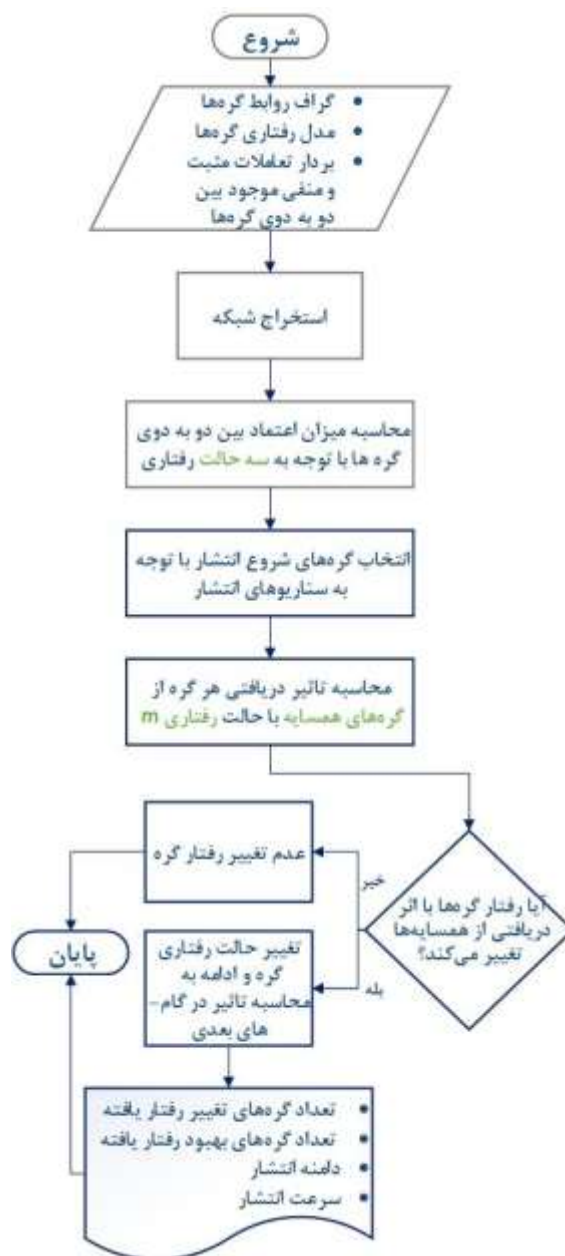 شروع
• گراف روابط گره‌ها
• مدل رفتاری گره‌ها
• بردار تعاملات مثبت
و منفی موجود بین
دو به دوی گره‌ها
استخراج شبکه
محاسبه میزان اعتماد بین دو به دوی
گره ها با توجه به سه حالت رفتاری
انتخاب گره‌های شروع انتشار با توجه
به سناریوهای انتشار
محاسبه تاثیر دریافتی هر گره از
گره‌های همسایه با حالت رفتاری m
آیا رفتار گره‌ها با اثر
دریافتی از همسایه‌ها
تغییر می‌کند؟
خیر
عدم تغییر رفتار گره
بله
تغییر حالت رفتاری
گره و ادامه به
محاسبه تاثیر در گام-
های بعدی
پایان
• تعداد گره‌های تغییر رفتار یافته
• تعداد گره‌های بهبود رفتار یافته
• دامنه انتشار
• سرعت انتشار